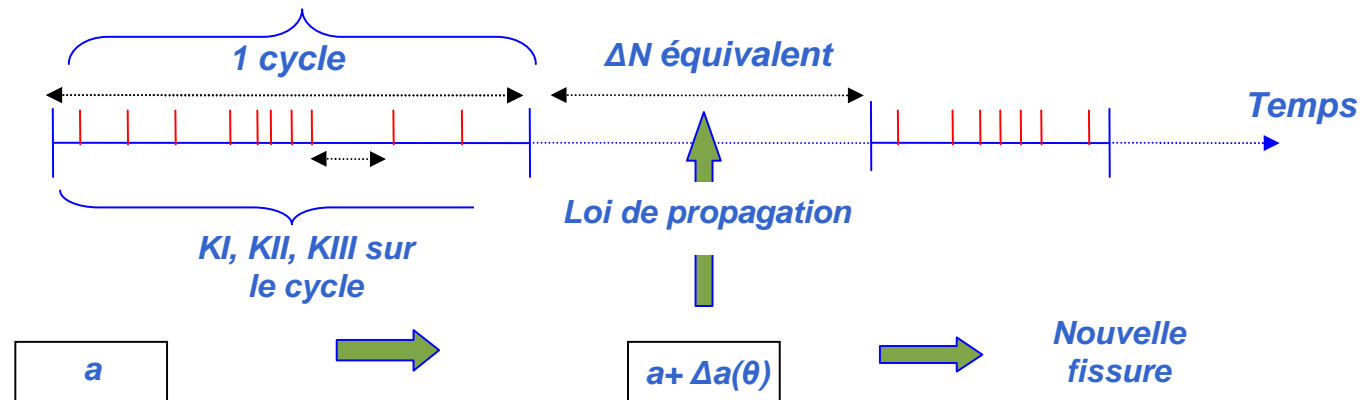 1 cycle
ΔN équivalent
Temps
Loi de propagation
KI, KII, KIII sur
le cycle
a
a+ Δa(θ)
Nouvelle
fissure